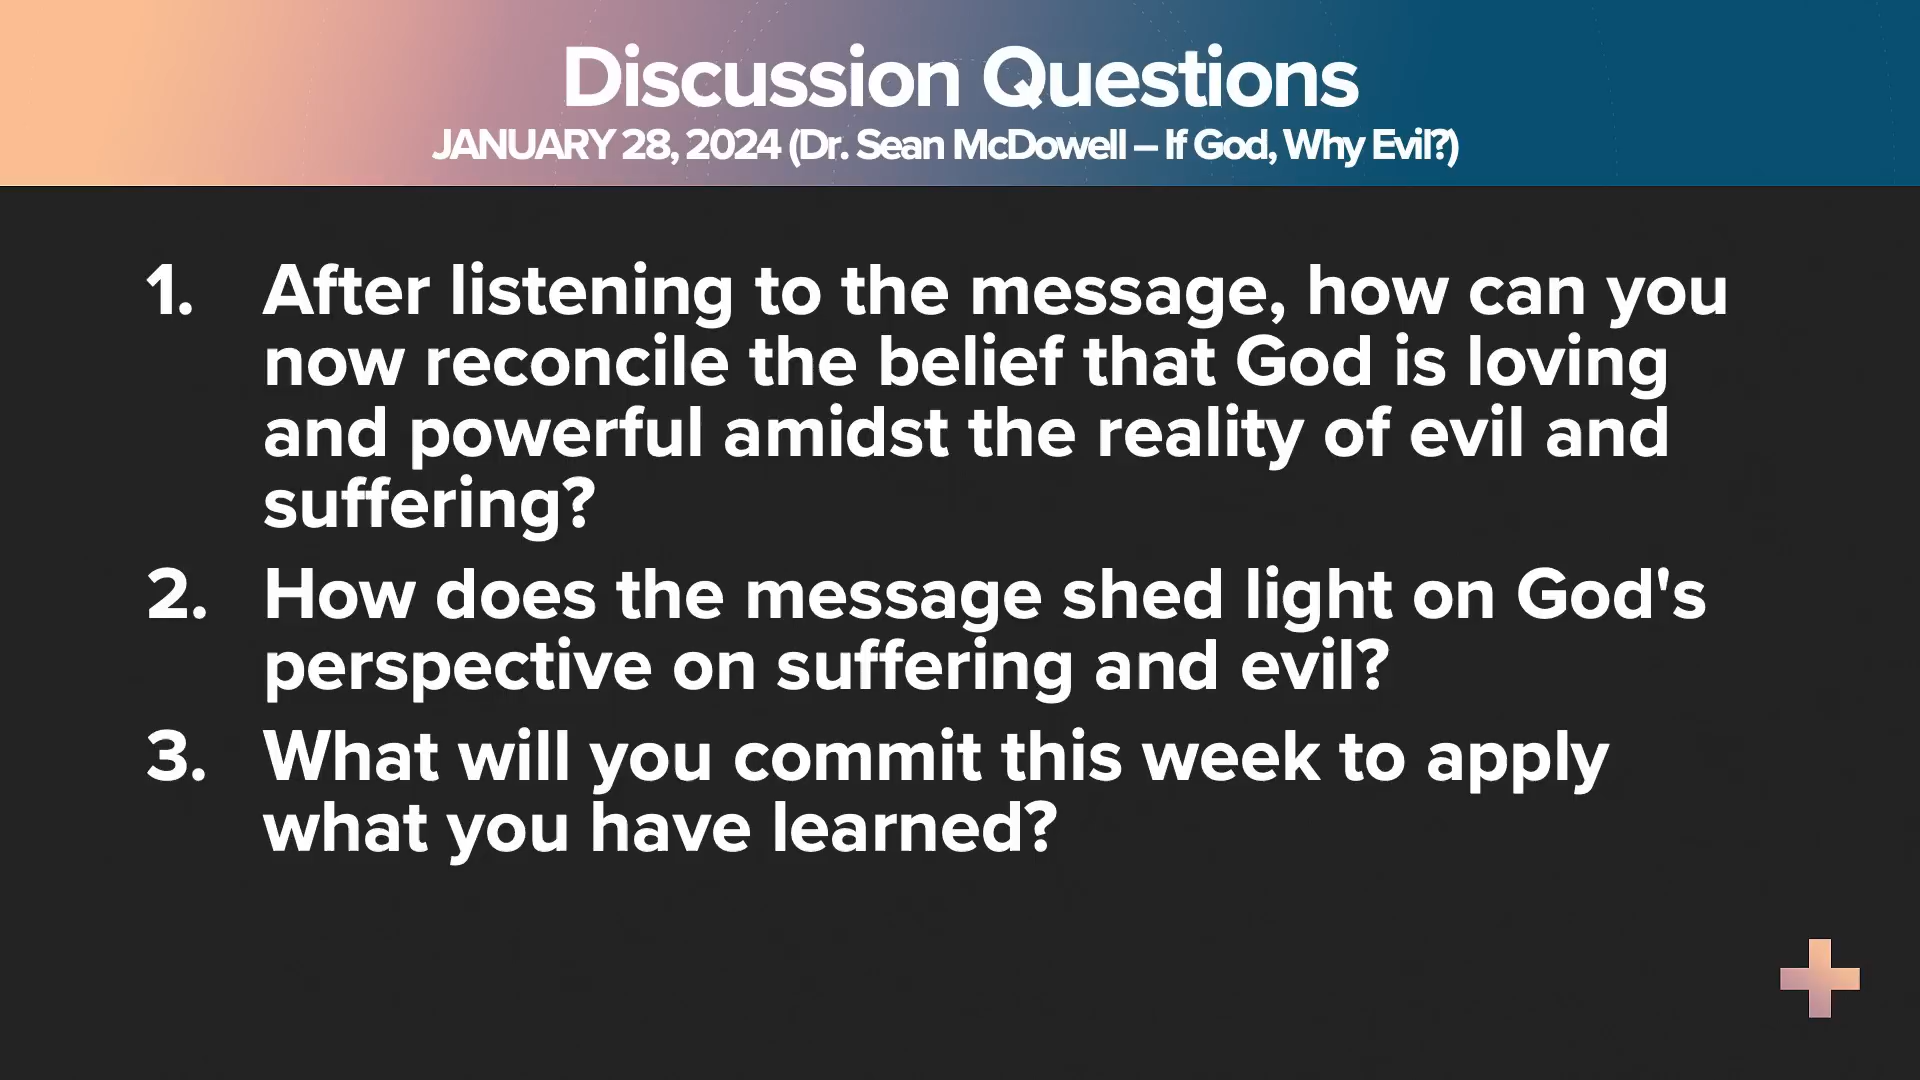 Discussion Questions
JANUARY 28, 2024 (Dr. Sean McDowell – If God, Why Evil?)
1. After listening to the message, how can you
now reconcile the belief that God is loving
and powerful amidst the reality of evil and
suffering?
2. How does the message shed light on God's
perspective on suffering and evil?
3. What will you commit this week to apply
what you have learned?